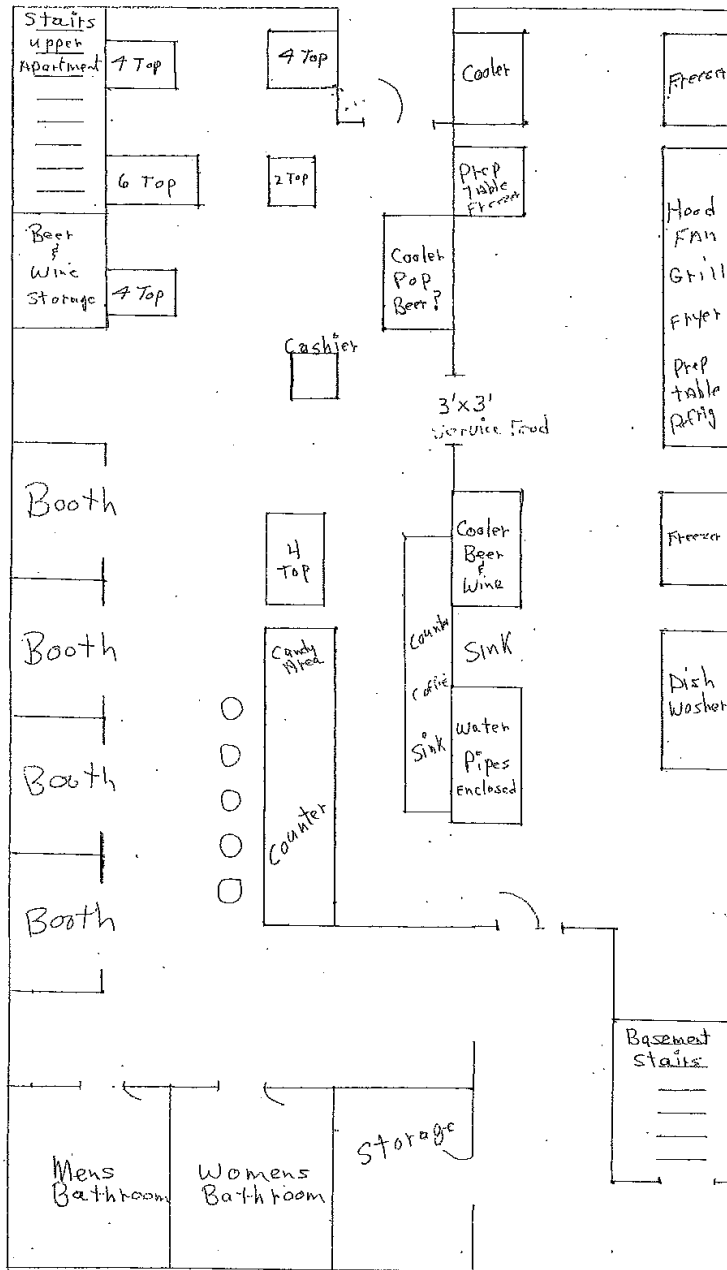 Stairs
upper
Apartment
4 Top
4 Top
Cooler
6 Top
2 Top
Prep
Table
Freezer
Beer
&
Wine
Storage
4 Top
Cooler
Pop
Beer?
Hood
FAN
Grill
Fryer
Prep
table
Refrig
Cashier
3'x3'
Service Food
Booth
4
Top
Cooler
Beer
&
Wine
Freezer
Booth
Candy
Area
Counter
Coffie
Sink
Sink
Dish
Washer
Booth
Water
Pipes
Enclosed
Counter
Booth
Basement
Stairs
Mens
Bathroom
Womens
Bathroom
Storage